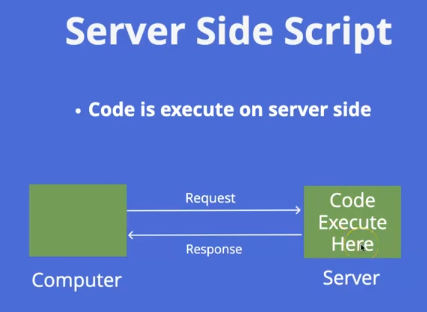 Server Side Script
• Code is execute on server side
Request
Code
Execute
Here
Response
Computer
Server